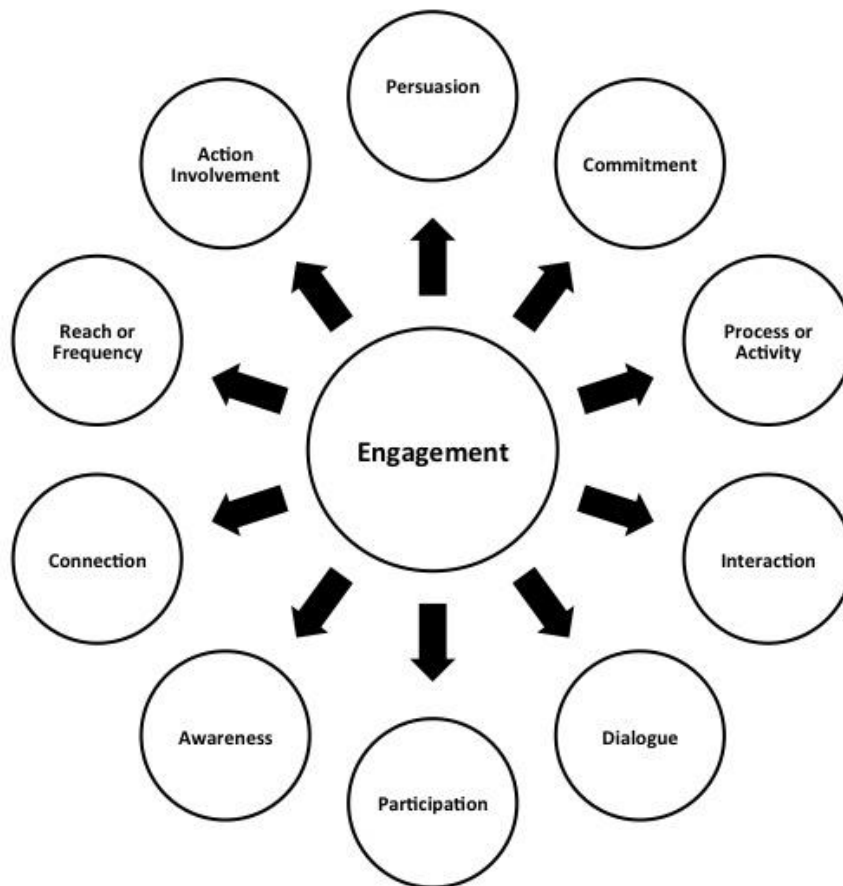 Persuasion
Action
Involvement
Commitment
Reach or
Frequency
Process or
Activity
Engagement
Connection
Interaction
Awareness
Dialogue
Participation